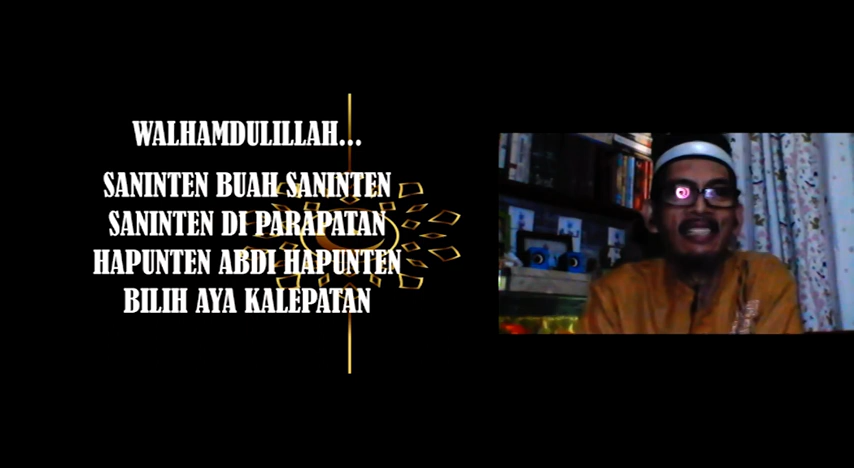 WALHAMDULILLAH...
SANINTEN BUAH SANINTEN
SANINTEN DI PARAPATAN
HAPUNTEN ABDI HAPUNTEN
BILIH AYA KALEPATAN